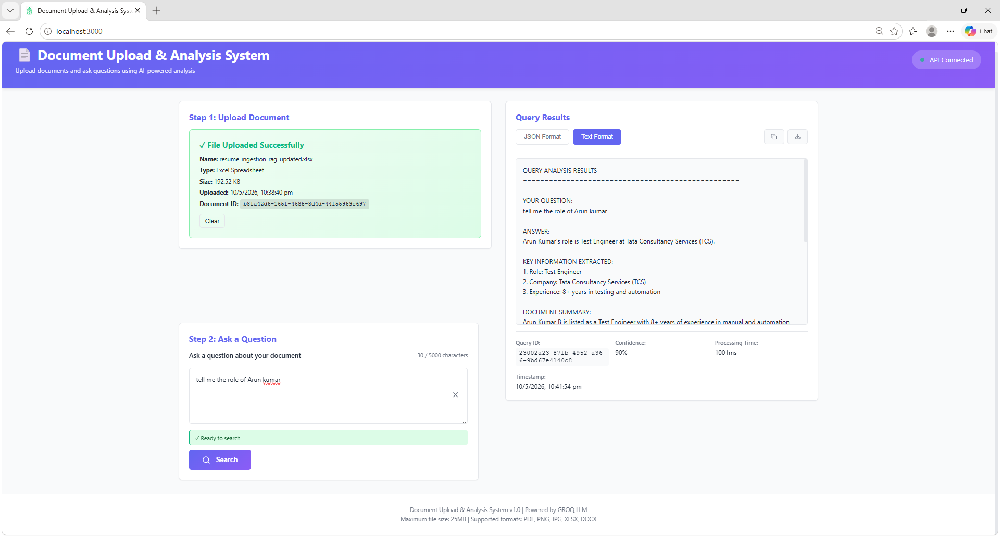 Document Upload & Analysis Syst
localhost:3000
Chat
Document Upload & Analysis System
Upload documents and ask questions using AI-powered analysis
API Connected
Step 1: Upload Document
✓ File Uploaded Successfully
Name: resume_ingestion_rag_updated.xlsx
Type: Excel Spreadsheet
Size: 192.52 KB
Uploaded: 10/5/2026, 10:38:40 pm
Document ID: b8fa42d6-165f-4685-8d4d-44f55969e697
Clear
Step 2: Ask a Question
Ask a question about your document
30 / 5000 characters
tell me the role of Arun kumar
✓ Ready to search
Search
Query Results
JSON Format
Text Format
QUERY ANALYSIS RESULTS
==================================================
YOUR QUESTION:
tell me the role of Arun kumar
ANSWER:
Arun Kumar's role is Test Engineer at Tata Consultancy Services (TCS).
KEY INFORMATION EXTRACTED:
1. Role: Test Engineer
2. Company: Tata Consultancy Services (TCS)
3. Experience: 8+ years in testing and automation
DOCUMENT SUMMARY:
Arun Kumar B is listed as a Test Engineer with 8+ years of experience in manual and automation
Query ID:
23002a23-87fb-4952-a36
6-9bd67e4140c8
Confidence:
90%
Processing Time:
1001ms
Timestamp:
10/5/2026, 10:41:54 pm
Document Upload & Analysis System v1.0 | Powered by GROQ LLM
Maximum file size: 25MB | Supported formats: PDF, PNG, JPG, XLSX, DOCX